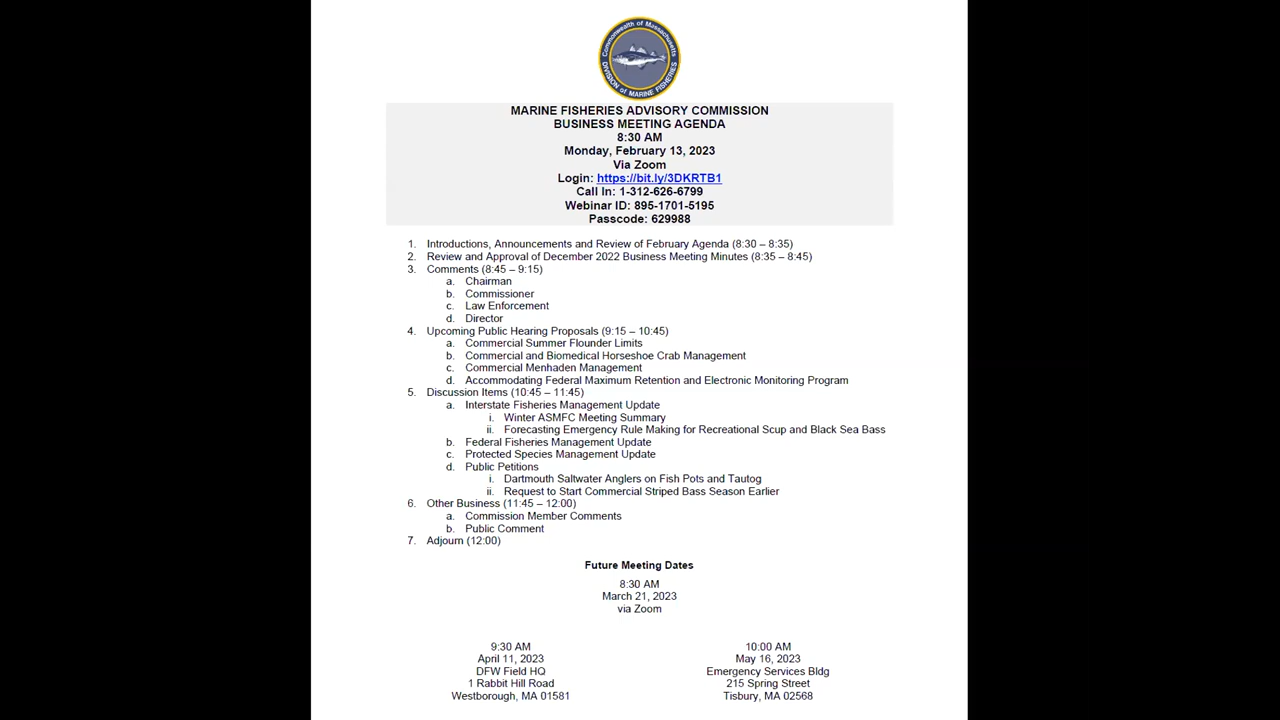 Commonwealth of Massachusetts
DIVISION of MARINE FISHERIES
MARINE FISHERIES ADVISORY COMMISSION
BUSINESS MEETING AGENDA
8:30 AM
Monday, February 13, 2023
Via Zoom
Login: https://bit.ly/3DKRTB1
Call In: 1-312-626-6799
Webinar ID: 895-1701-5195
Passcode: 629988
1. Introductions, Announcements and Review of February Agenda (8:30 – 8:35)
2. Review and Approval of December 2022 Business Meeting Minutes (8:35 – 8:45)
3. Comments (8:45 – 9:15)
a. Chairman
b. Commissioner
c. Law Enforcement
d. Director
4. Upcoming Public Hearing Proposals (9:15 – 10:45)
a. Commercial Summer Flounder Limits
b. Commercial and Biomedical Horseshoe Crab Management
c. Commercial Menhaden Management
d. Accommodating Federal Maximum Retention and Electronic Monitoring Program
5. Discussion Items (10:45 – 11:45)
a. Interstate Fisheries Management Update
i. Winter ASMFC Meeting Summary
ii. Forecasting Emergency Rule Making for Recreational Scup and Black Sea Bass
b. Federal Fisheries Management Update
c. Protected Species Management Update
d. Public Petitions
i. Dartmouth Saltwater Anglers on Fish Pots and Tautog
ii. Request to Start Commercial Striped Bass Season Earlier
6. Other Business (11:45 – 12:00)
a. Commission Member Comments
b. Public Comment
7. Adjourn (12:00)
Future Meeting Dates
8:30 AM
March 21, 2023
via Zoom
9:30 AM
April 11, 2023
DFW Field HQ
1 Rabbit Hill Road
Westborough, MA 01581
10:00 AM
May 16, 2023
Emergency Services Bldg
215 Spring Street
Tisbury, MA 02568